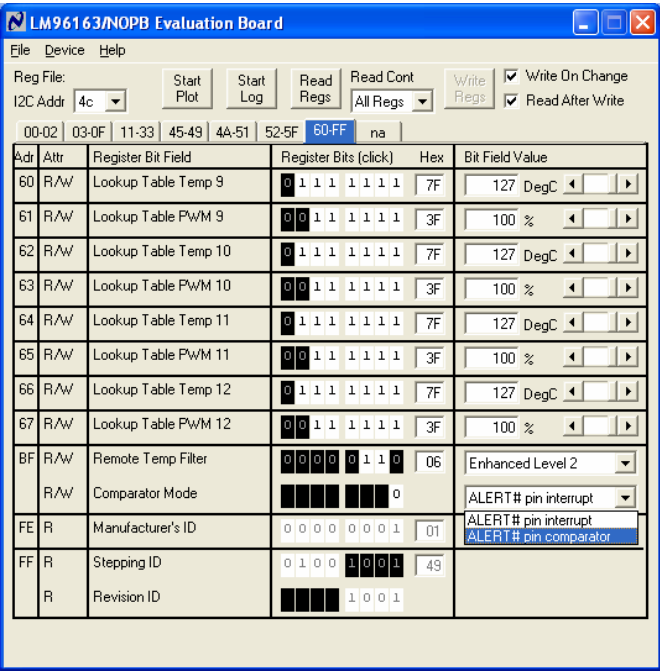 LM96163/NOPB Evaluation Board
File Device Help
Reg File: Start Plot Start Log Read Regs Read Cont Write Regs Write On Change
I2C Addr 4c All Regs Read After Write
00-02 03-0F 11-33 45-49 4A-51 52-5F 60-FF na
Adr Attr Register Bit Field Register Bits (click) Hex Bit Field Value
60 R/W Lookup Table Temp 9 0 1 1 1 1 1 1 1 7F 127 DegC
61 R/W Lookup Table PWM 9 0 0 1 1 1 1 1 1 3F 100 %
62 R/W Lookup Table Temp 10 0 1 1 1 1 1 1 1 7F 127 DegC
63 R/W Lookup Table PWM 10 0 0 1 1 1 1 1 1 3F 100 %
64 R/W Lookup Table Temp 11 0 1 1 1 1 1 1 1 7F 127 DegC
65 R/W Lookup Table PWM 11 0 0 1 1 1 1 1 1 3F 100 %
66 R/W Lookup Table Temp 12 0 1 1 1 1 1 1 1 7F 127 DegC
67 R/W Lookup Table PWM 12 0 0 1 1 1 1 1 1 3F 100 %
BF R/W Remote Temp Filter 0 0 0 0 0 1 1 0 06 Enhanced Level 2
R/W Comparator Mode 0 ALERT# pin interrupt
ALERT# pin interrupt
FE R Manufacturer's ID 0 0 0 0 0 0 0 1 01 ALERT# pin comparator
FF R Stepping ID 0 1 0 0 1 0 0 1 49
R Revision ID 1 0 0 1